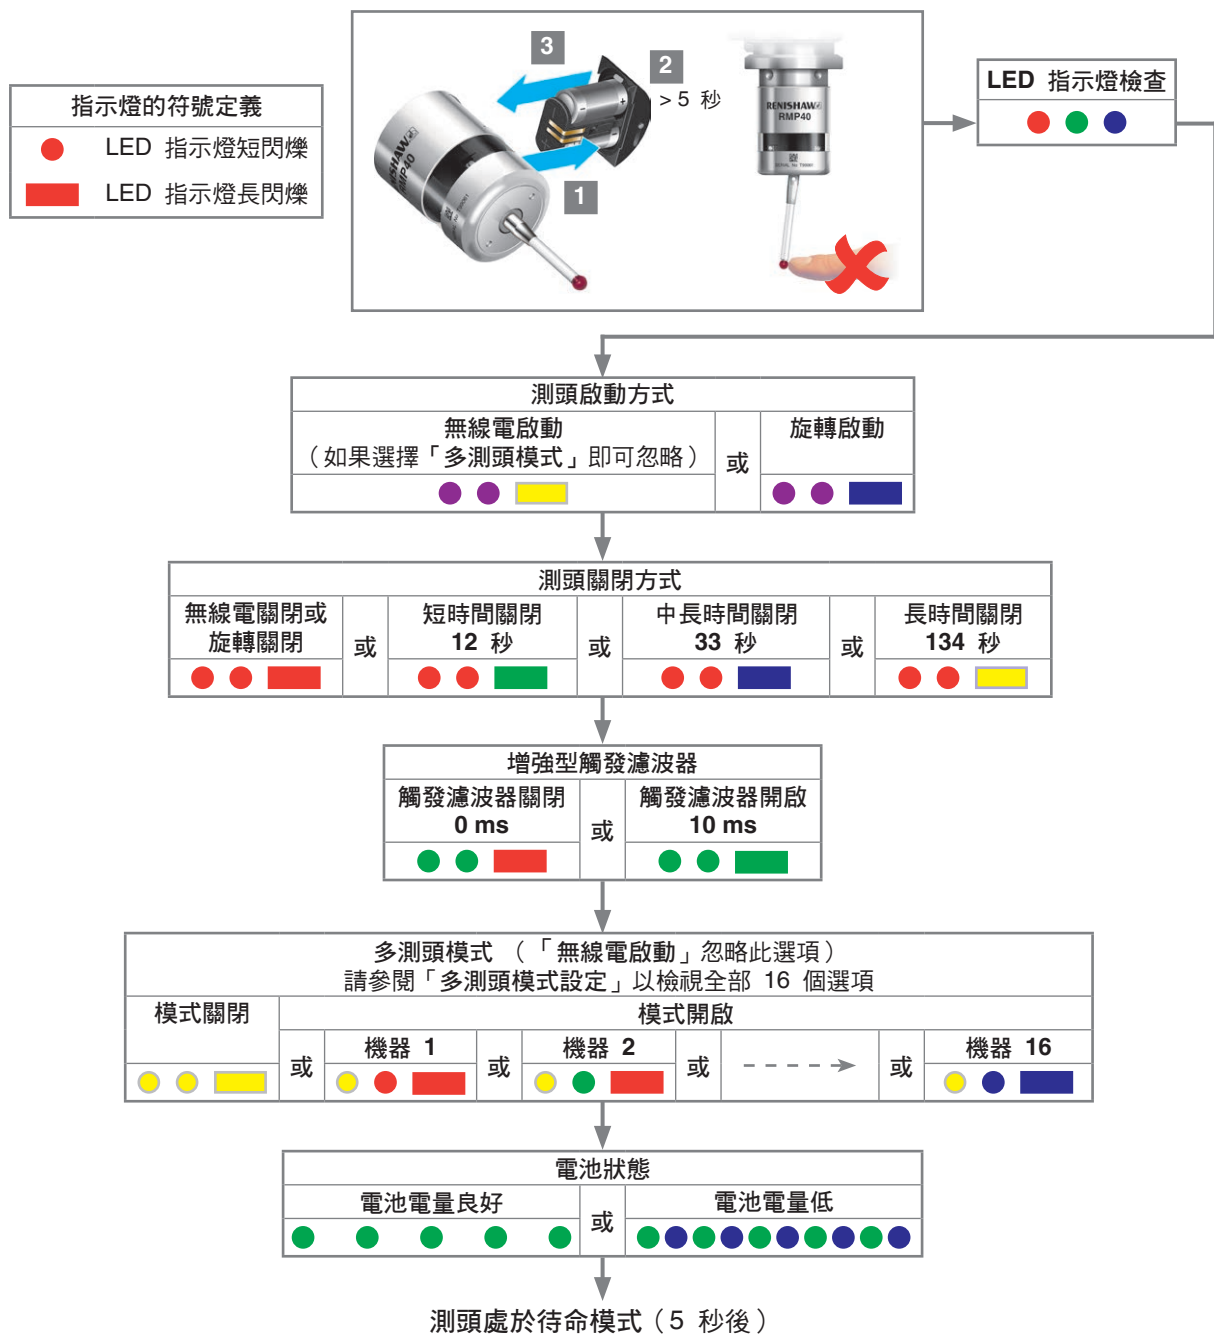 指示燈的符號定義
LED 指示燈短閃爍
LED 指示燈長閃爍
3
2
> 5 秒
1
RENISHAW
RMP40
RENISHAW
RMP40
LED 指示燈檢查
測頭啟動方式
無線電啟動
（如果選擇「多測頭模式」即可忽略）
或
旋轉啟動
測頭關閉方式
無線電關閉或
旋轉關閉
或
短時間關閉
12 秒
或
中長時間關閉
33 秒
或
長時間關閉
134 秒
增強型觸發濾波器
觸發濾波器關閉
0 ms
或
觸發濾波器開啟
10 ms
多測頭模式 （「無線電啟動」忽略此選項）
請參閱「多測頭模式設定」以檢視全部 16 個選項
模式關閉
模式開啟
或
機器 1
或
機器 2
或
或
機器 16
電池狀態
電池電量良好
或
電池電量低
測頭處於待命模式（5 秒後）